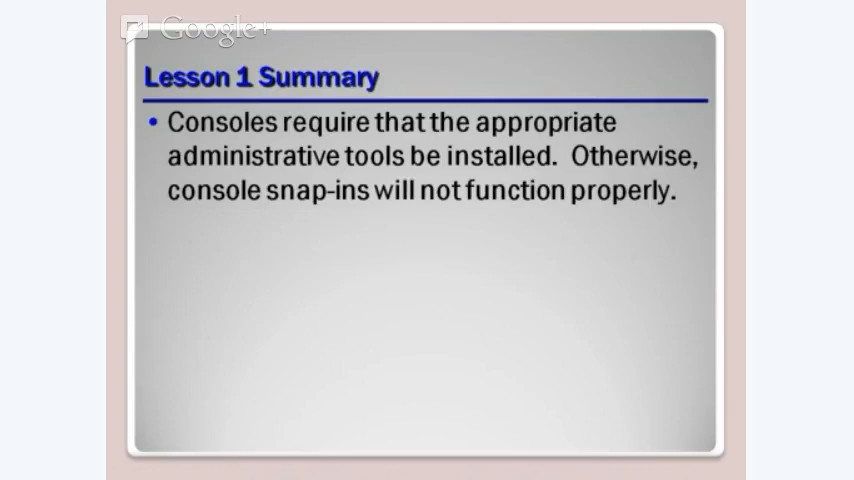 Google+
Lesson 1 Summary
• Consoles require that the appropriate
administrative tools be installed.  Otherwise,
console snap-ins will not function properly.